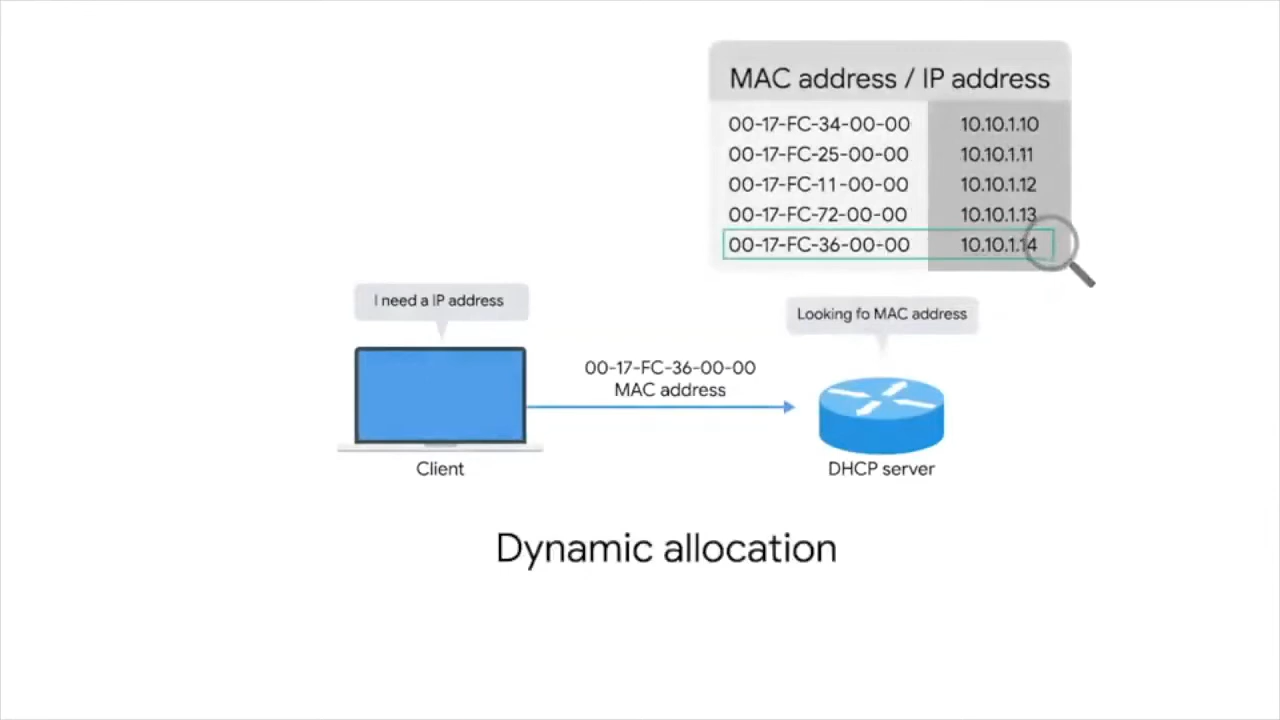 MAC address / IP address
00-17-FC-34-00-00 10.10.1.10
00-17-FC-25-00-00 10.10.1.11
00-17-FC-11-00-00 10.10.1.12
00-17-FC-72-00-00 10.10.1.13
00-17-FC-36-00-00 10.10.1.14
I need a IP address
Looking fo MAC address
00-17-FC-36-00-00
MAC address
Client
DHCP server
Dynamic allocation